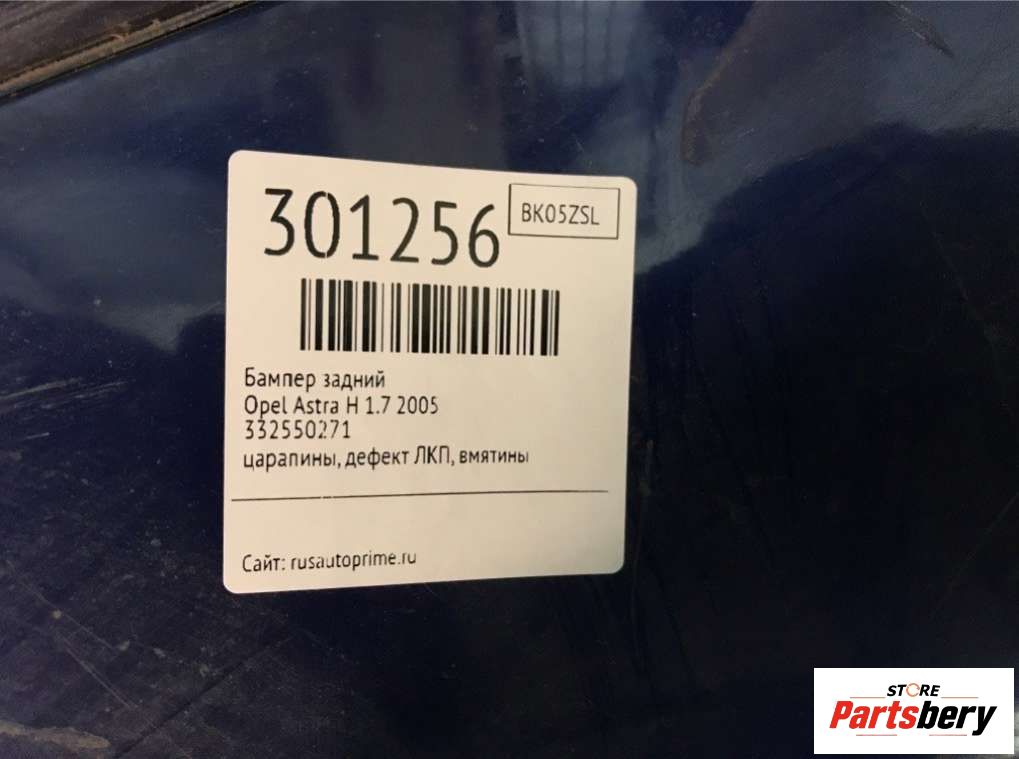 301256
BK05ZSL
Бампер задний
Opel Astra H 1.7 2005
332550271
царапины, дефект ЛКП, вмятины
Сайт: rusautoprime.ru
STORE
Partsbery